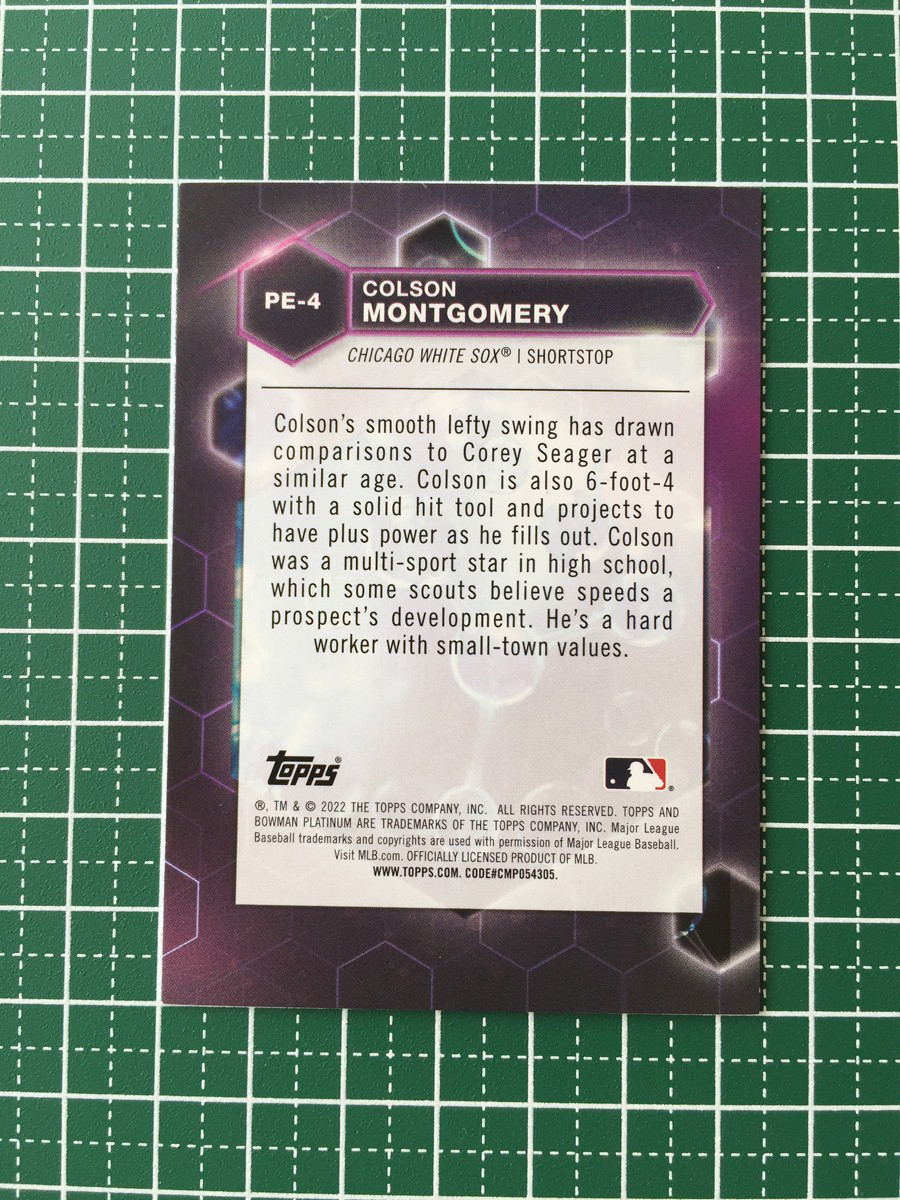 PE-4
COLSON
MONTGOMERY
CHICAGO WHITE SOX® | SHORTSTOP
Colson's smooth lefty swing has drawn
comparisons to Corey Seager at a
similar age. Colson is also 6-foot-4
with a solid hit tool and projects to
have plus power as he fills out. Colson
was a multi-sport star in high school,
which some scouts believe speeds a
prospect's development. He's a hard
worker with small-town values.
topps®
®
®, TM & © 2022 THE TOPPS COMPANY, INC. ALL RIGHTS RESERVED. TOPPS AND
BOWMAN PLATINUM ARE TRADEMARKS OF THE TOPPS COMPANY, INC. Major League
Baseball trademarks and copyrights are used with permission of Major League Baseball.
Visit MLB.com. OFFICIALLY LICENSED PRODUCT OF MLB.
WWW.TOPPS.COM. CODE#CMP054305.